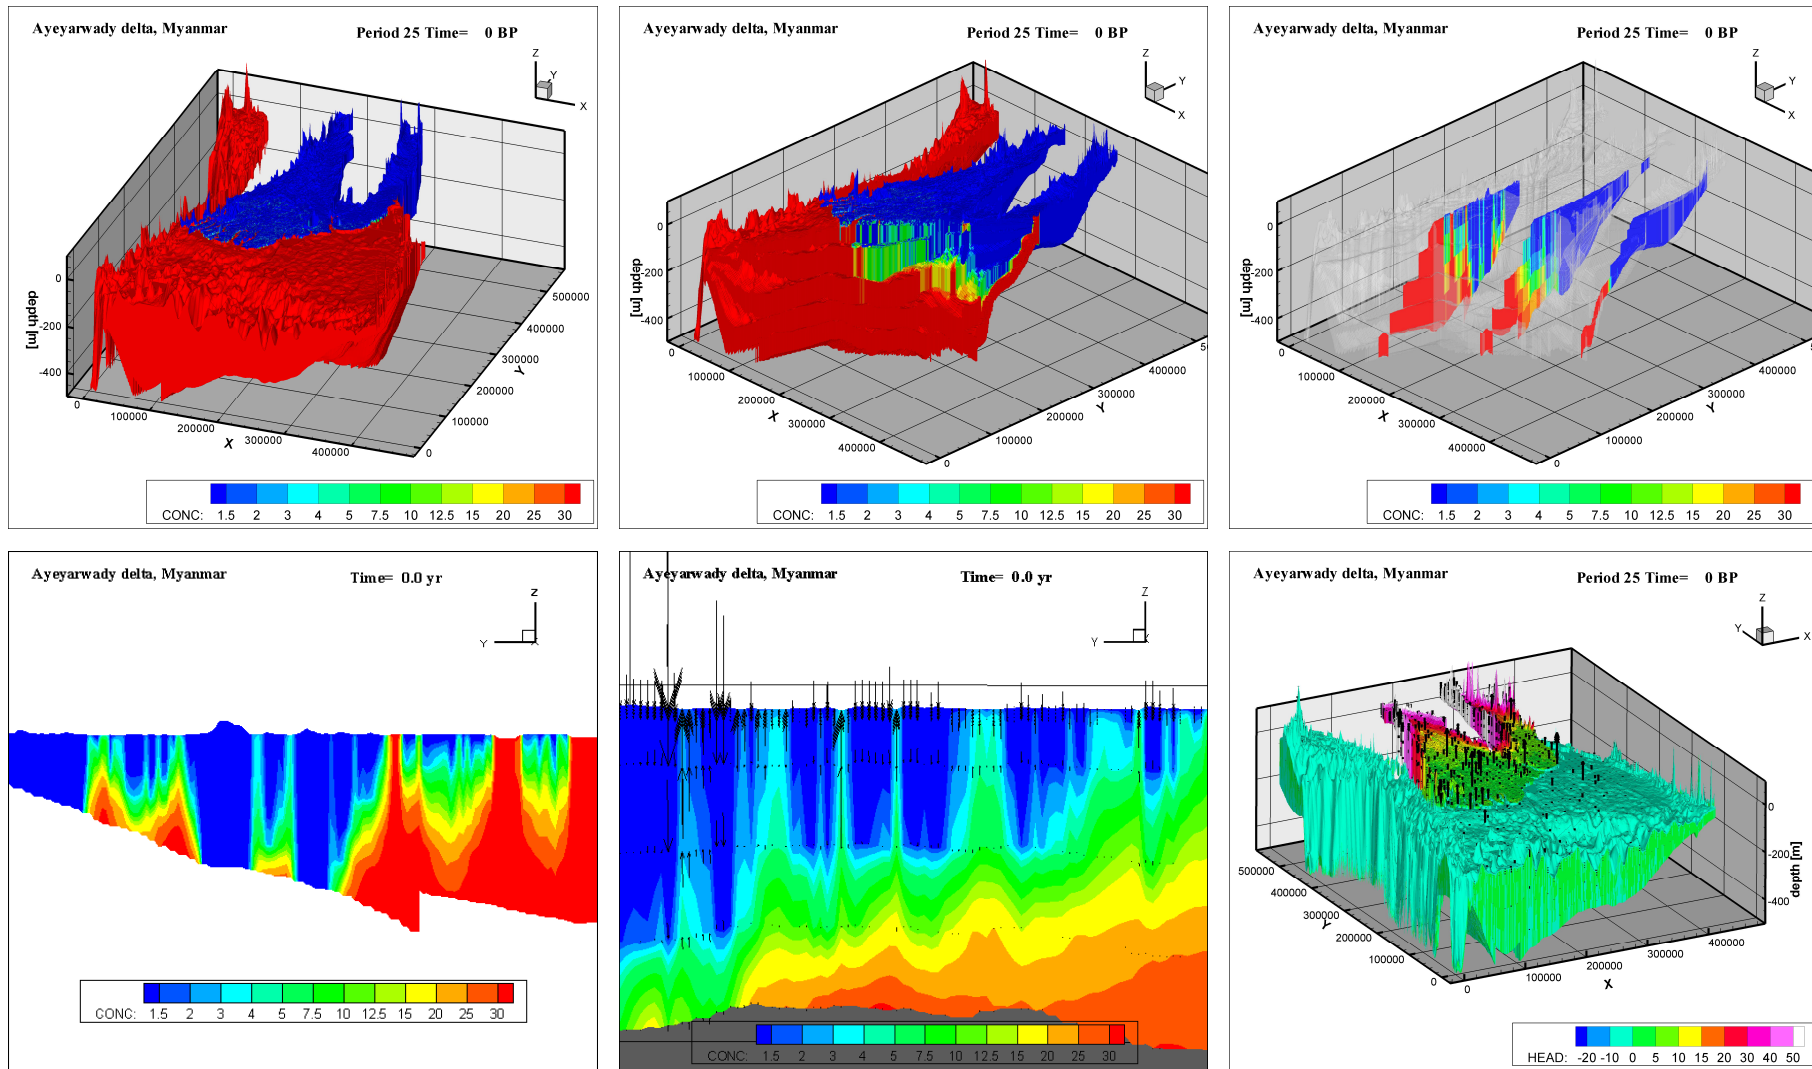 Ayeyarwady delta, Myanmar
Period 25 Time= 0 BP
Z
Y
X
0
-200
-400
depth [m]
0
100000
200000
300000
400000
X
0
100000
200000
300000
400000
500000
Y
CONC: 1.5 2 3 4 5 7.5 10 12.5 15 20 25 30
Ayeyarwady delta, Myanmar
Period 25 Time= 0 BP
Z
Y
X
0
-200
-400
depth [m]
0
100000
200000
300000
400000
X
0
100000
200000
300000
400000
50
Y
CONC: 1.5 2 3 4 5 7.5 10 12.5 15 20 25 30
Ayeyarwady delta, Myanmar
Period 25 Time= 0 BP
Z
Y
X
0
-200
-400
depth [m]
0
100000
200000
300000
400000
X
0
100000
200000
300000
400000
Y
CONC: 1.5 2 3 4 5 7.5 10 12.5 15 20 25 30
Ayeyarwady delta, Myanmar
Time= 0.0 yr
Z
Y
CONC: 1.5 2 3 4 5 7.5 10 12.5 15 20 25 30
Ayeyarwady delta, Myanmar
Time= 0.0 yr
Z
Y
CONC: 1.5 2 3 4 5 7.5 10 12.5 15 20 25 30
Ayeyarwady delta, Myanmar
Period 25 Time= 0 BP
Z
Y
X
0
-200
-400
depth [m]
500000
400000
300000
200000
100000
0
Y
0
100000
200000
300000
400000
X
HEAD: -20 -10 0 5 10 15 20 30 40 50